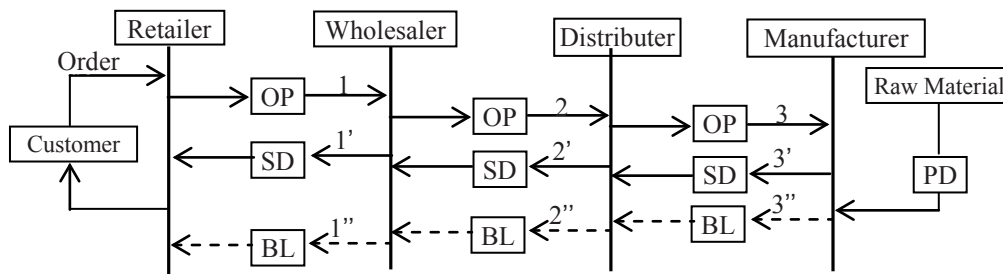 Retailer
Wholesaler
Distributer
Manufacturer
Order
Raw Material
OP
1
OP
2
OP
3
Customer
SD
1'
SD
2'
SD
3'
PD
BL
1''
BL
2''
BL
3''